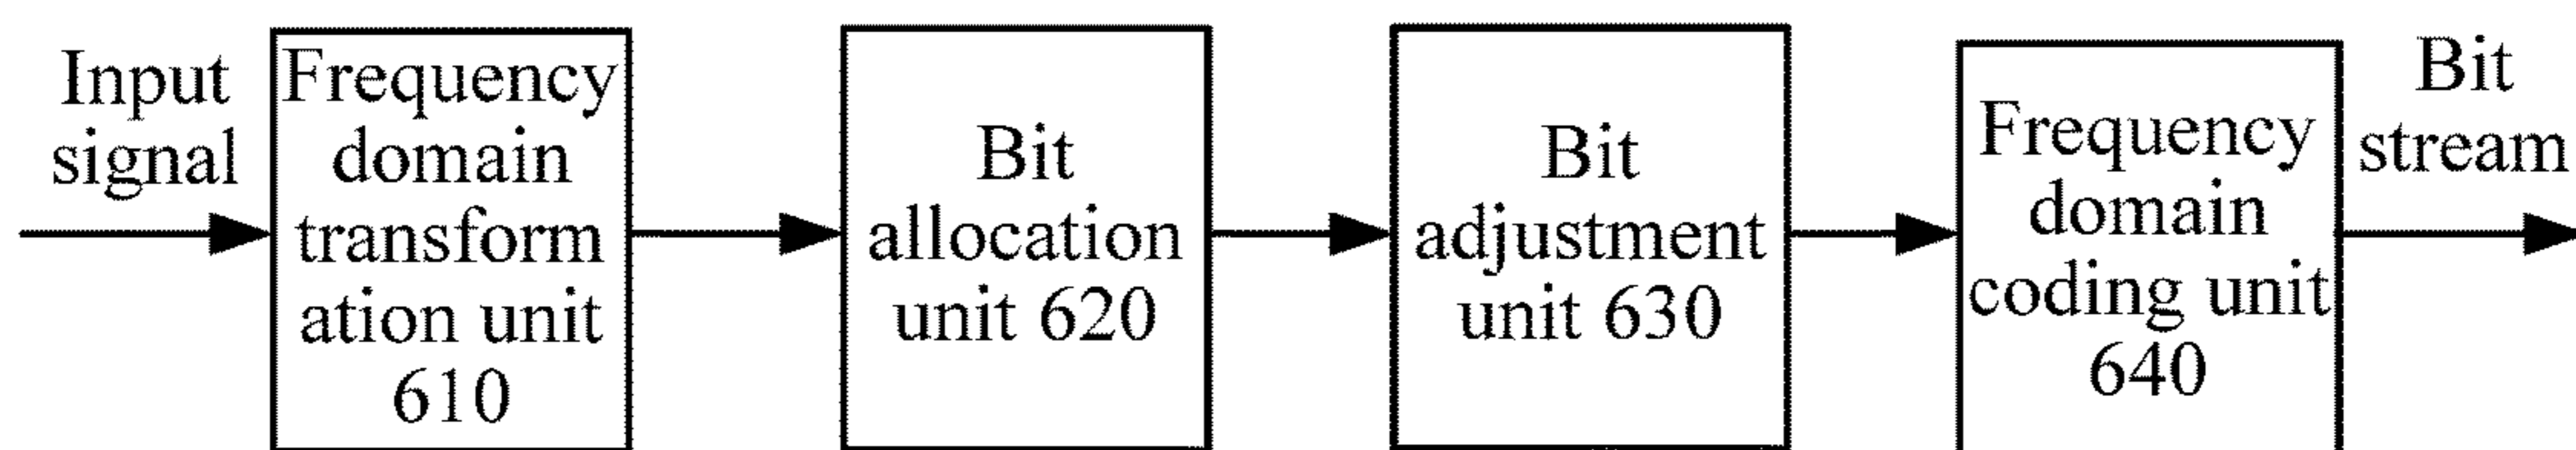 Input
signal
Frequency
domain
transform
ation unit
610
Bit
allocation
unit 620
Bit
adjustment
unit 630
Frequency
domain
coding unit
640
Bit
stream